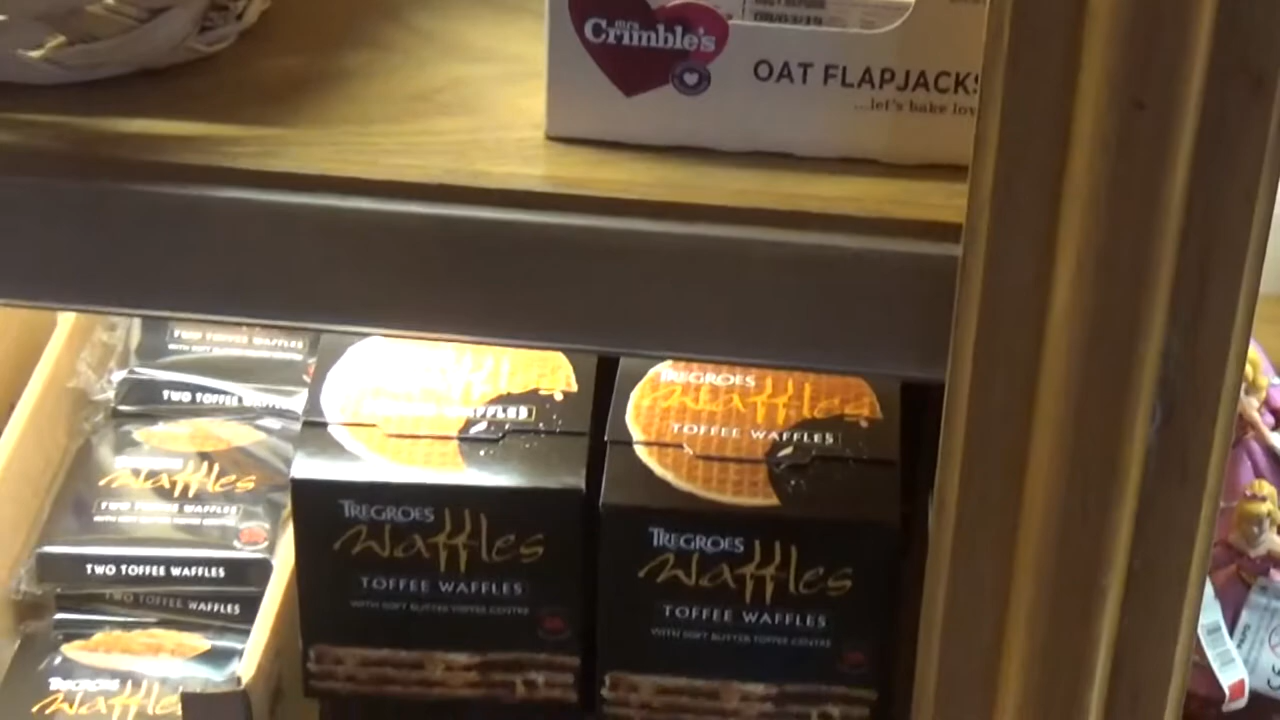 mrs
Crimble's
OAT FLAPJACKS
...let's bake lov
TWO TOFFEE WAFFLES
TWO TOFFEE WAFFLES
waffles
TWO TOFFEE WAFFLES
TWO TOFFEE WAFFLES
TWO TOFFEE WAFFLES
TREGROES
waffles
WAFFLES
TREGROES
waffles
TOFFEE WAFFLES
WITH SOFT BUTTER TOFFEE CENTRE
TREGROES
waffles
TOFFEE WAFFLES
TREGROES
waffles
TOFFEE WAFFLES
WITH SOFT BUTTER TOFFEE CENTRE